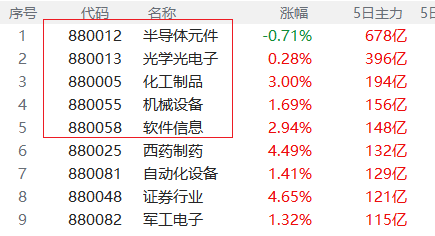 序号 代码 名称 涨幅 5日主力 5日
1 880012 半导体元件 -0.71% 678亿
2 880013 光学光电子 0.28% 396亿
3 880005 化工制品 3.00% 194亿
4 880055 机械设备 1.69% 156亿
5 880058 软件信息 2.94% 148亿
6 880025 西药制药 4.49% 132亿
7 880081 自动化设备 1.41% 129亿
8 880048 证券行业 4.65% 121亿
9 880082 军工电子 1.32% 115亿